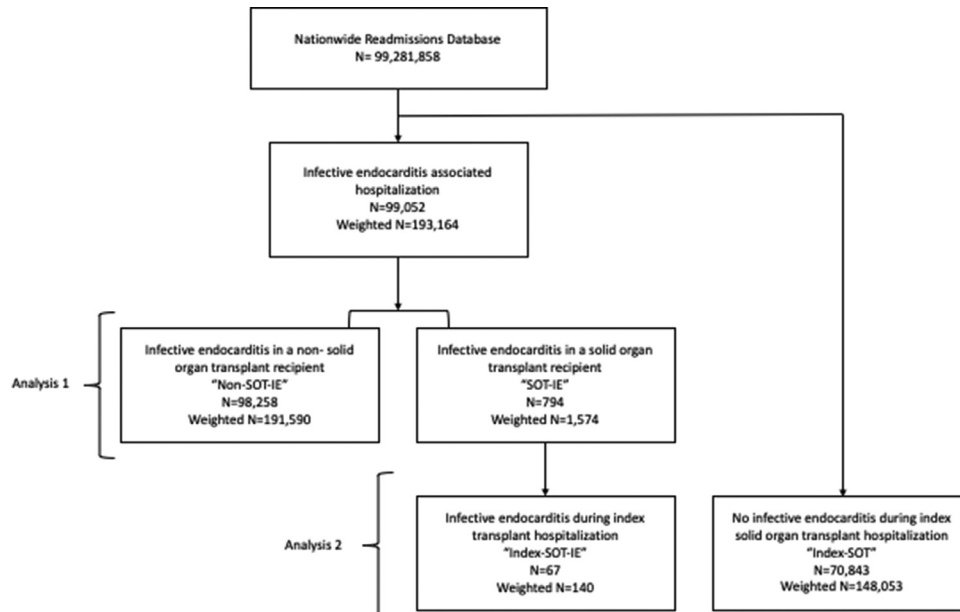 Nationwide Readmissions Database
N= 99,281,858
Infective endocarditis associated
hospitalization
N=99,052
Weighted N=193,164
Analysis 1
Infective endocarditis in a non- solid
organ transplant recipient
“Non-SOT-IE”
N=98,258
Weighted N=191,590
Infective endocarditis in a solid organ
transplant recipient
“SOT-IE”
N=794
Weighted N=1,574
Analysis 2
Infective endocarditis during index
transplant hospitalization
“Index-SOT-IE”
N=67
Weighted N=140
No infective endocarditis during index
solid organ transplant hospitalization
“Index-SOT”
N=70,843
Weighted N=148,053